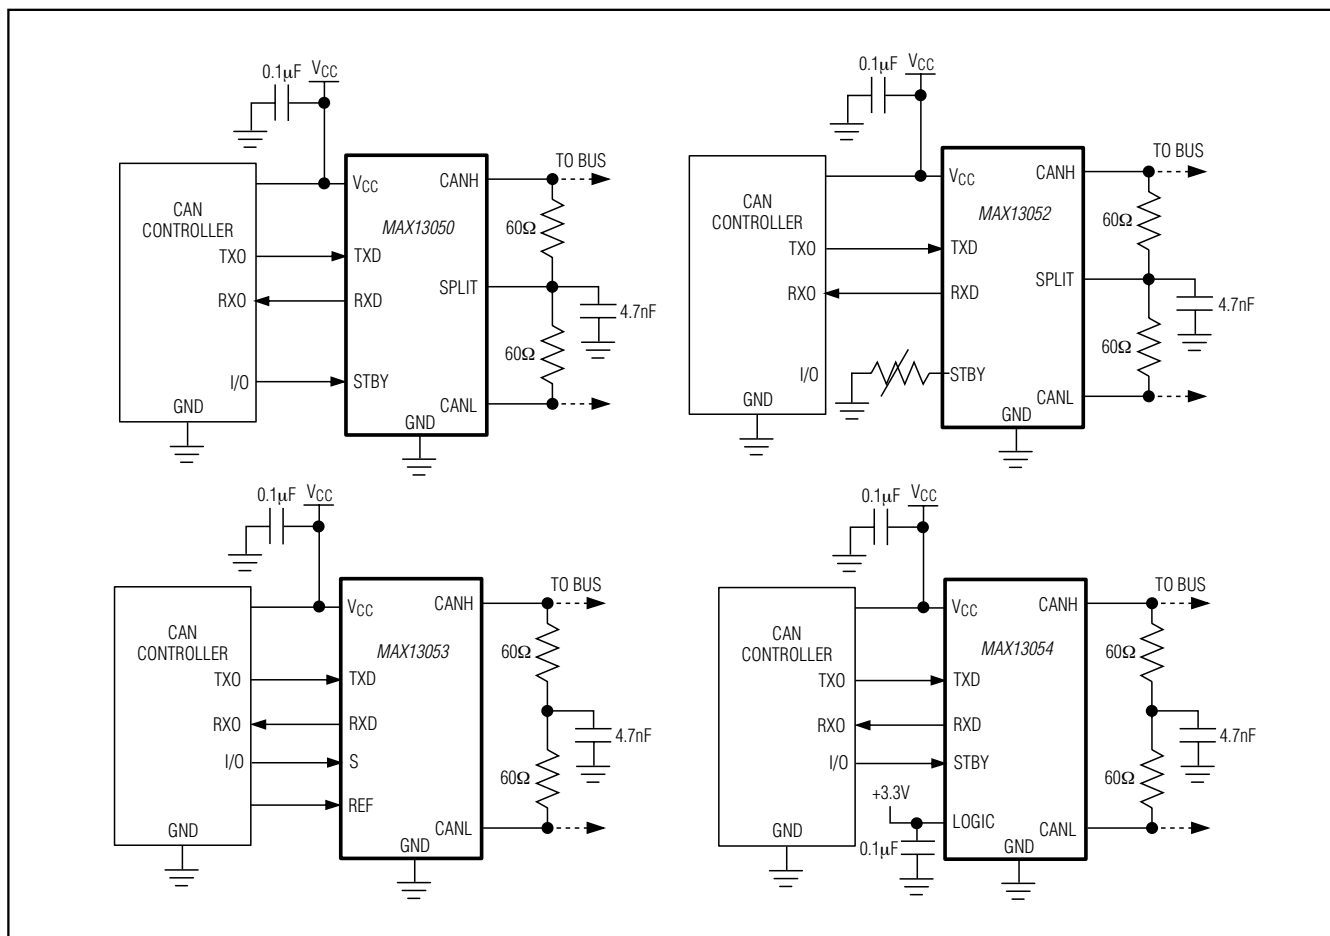 0.1µF
VCC
TO BUS
CAN
CONTROLLER
VCC
CANH
MAX13050
60Ω
TXO
TXD
RXO
RXD
SPLIT
4.7nF
60Ω
I/O
STBY
CANL
GND
GND
0.1µF
VCC
TO BUS
CAN
CONTROLLER
VCC
CANH
MAX13052
60Ω
TXO
TXD
RXO
RXD
SPLIT
4.7nF
60Ω
I/O
STBY
CANL
GND
GND
0.1µF
VCC
TO BUS
CAN
CONTROLLER
VCC
CANH
MAX13053
60Ω
TXO
TXD
RXO
RXD
4.7nF
I/O
S
60Ω
REF
CANL
GND
GND
0.1µF
VCC
TO BUS
CAN
CONTROLLER
VCC
CANH
MAX13054
60Ω
TXO
TXD
RXO
RXD
4.7nF
I/O
STBY
60Ω
+3.3V
LOGIC
CANL
GND
0.1µF
GND